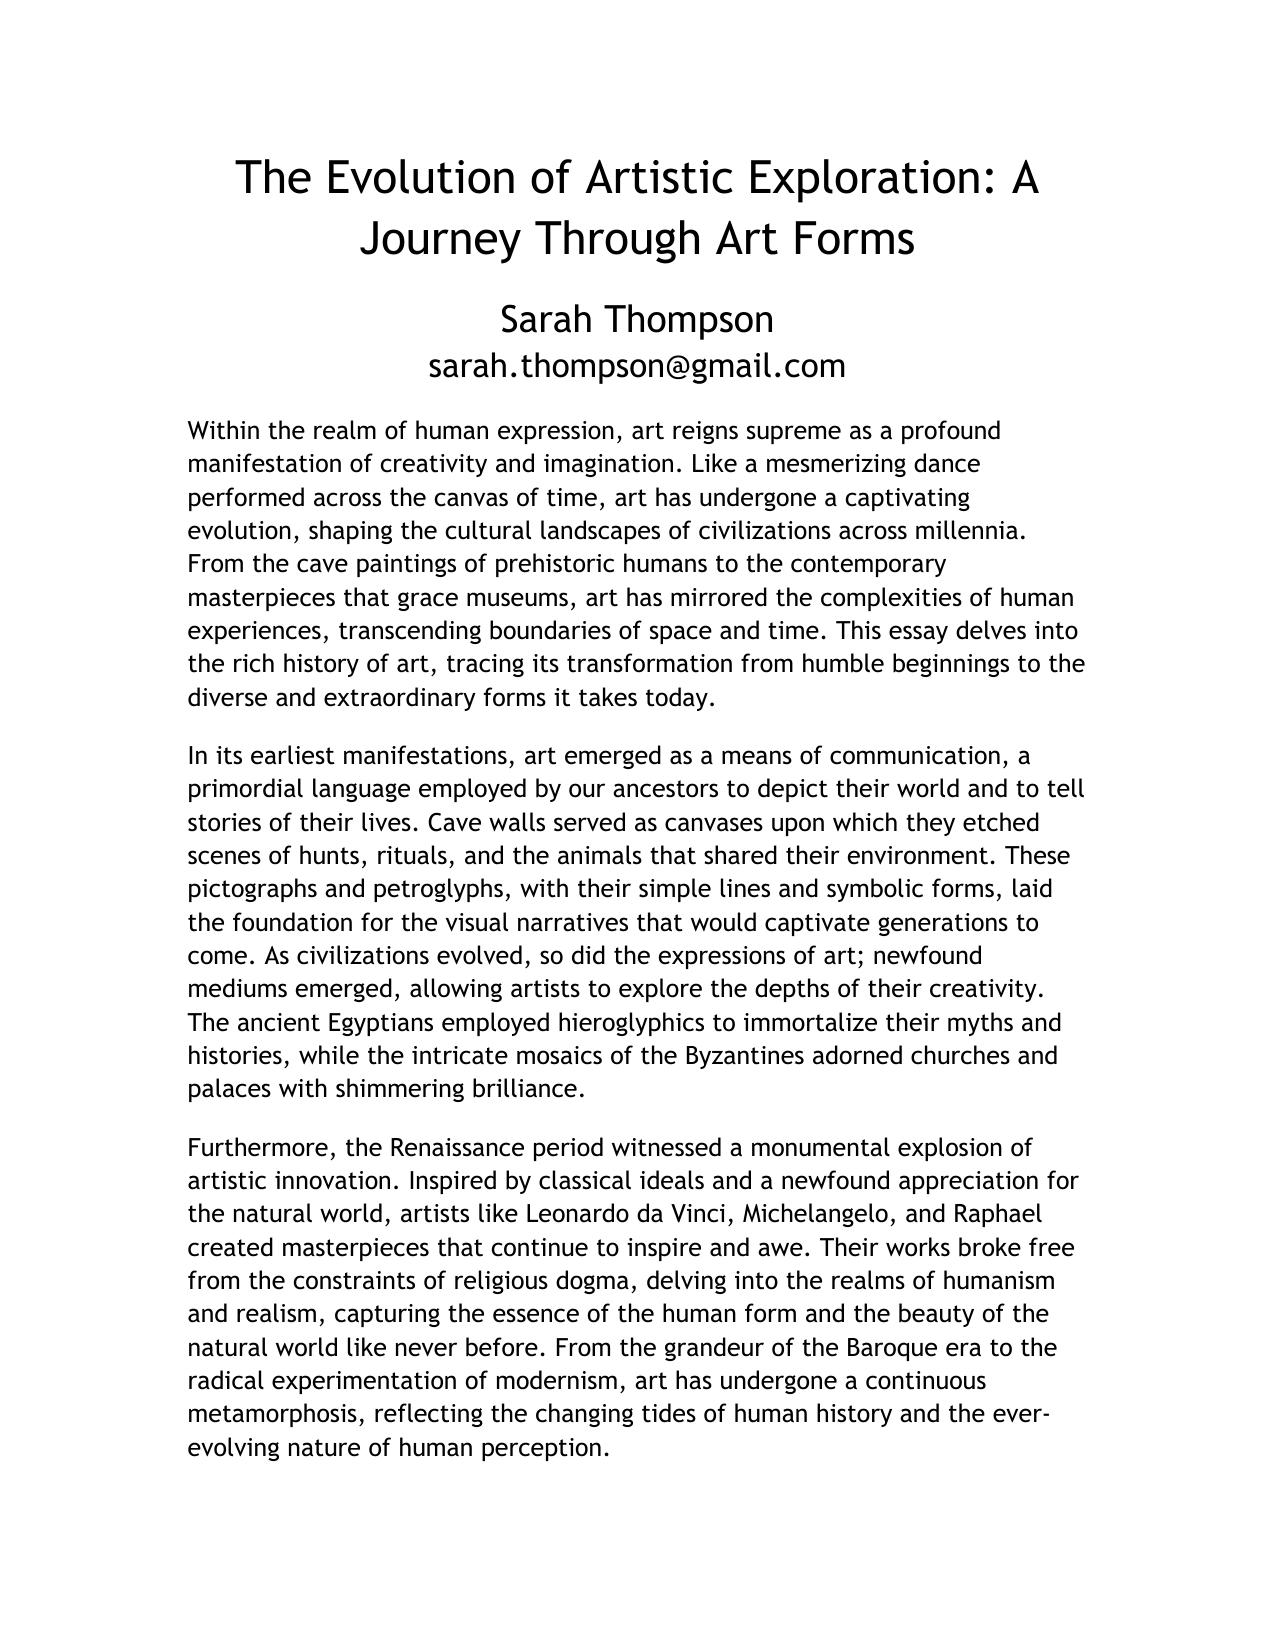 The Evolution of Artistic Exploration: A
Journey Through Art Forms
Sarah Thompson
sarah.thompson@gmail.com
Within the realm of human expression, art reigns supreme as a profound
manifestation of creativity and imagination. Like a mesmerizing dance
performed across the canvas of time, art has undergone a captivating
evolution, shaping the cultural landscapes of civilizations across millennia.
From the cave paintings of prehistoric humans to the contemporary
masterpieces that grace museums, art has mirrored the complexities of human
experiences, transcending boundaries of space and time. This essay delves into
the rich history of art, tracing its transformation from humble beginnings to the
diverse and extraordinary forms it takes today.
In its earliest manifestations, art emerged as a means of communication, a
primordial language employed by our ancestors to depict their world and to tell
stories of their lives. Cave walls served as canvases upon which they etched
scenes of hunts, rituals, and the animals that shared their environment. These
pictographs and petroglyphs, with their simple lines and symbolic forms, laid
the foundation for the visual narratives that would captivate generations to
come. As civilizations evolved, so did the expressions of art; newfound
mediums emerged, allowing artists to explore the depths of their creativity.
The ancient Egyptians employed hieroglyphics to immortalize their myths and
histories, while the intricate mosaics of the Byzantines adorned churches and
palaces with shimmering brilliance.
Furthermore, the Renaissance period witnessed a monumental explosion of
artistic innovation. Inspired by classical ideals and a newfound appreciation for
the natural world, artists like Leonardo da Vinci, Michelangelo, and Raphael
created masterpieces that continue to inspire and awe. Their works broke free
from the constraints of religious dogma, delving into the realms of humanism
and realism, capturing the essence of the human form and the beauty of the
natural world like never before. From the grandeur of the Baroque era to the
radical experimentation of modernism, art has undergone a continuous
metamorphosis, reflecting the changing tides of human history and the ever-
evolving nature of human perception.